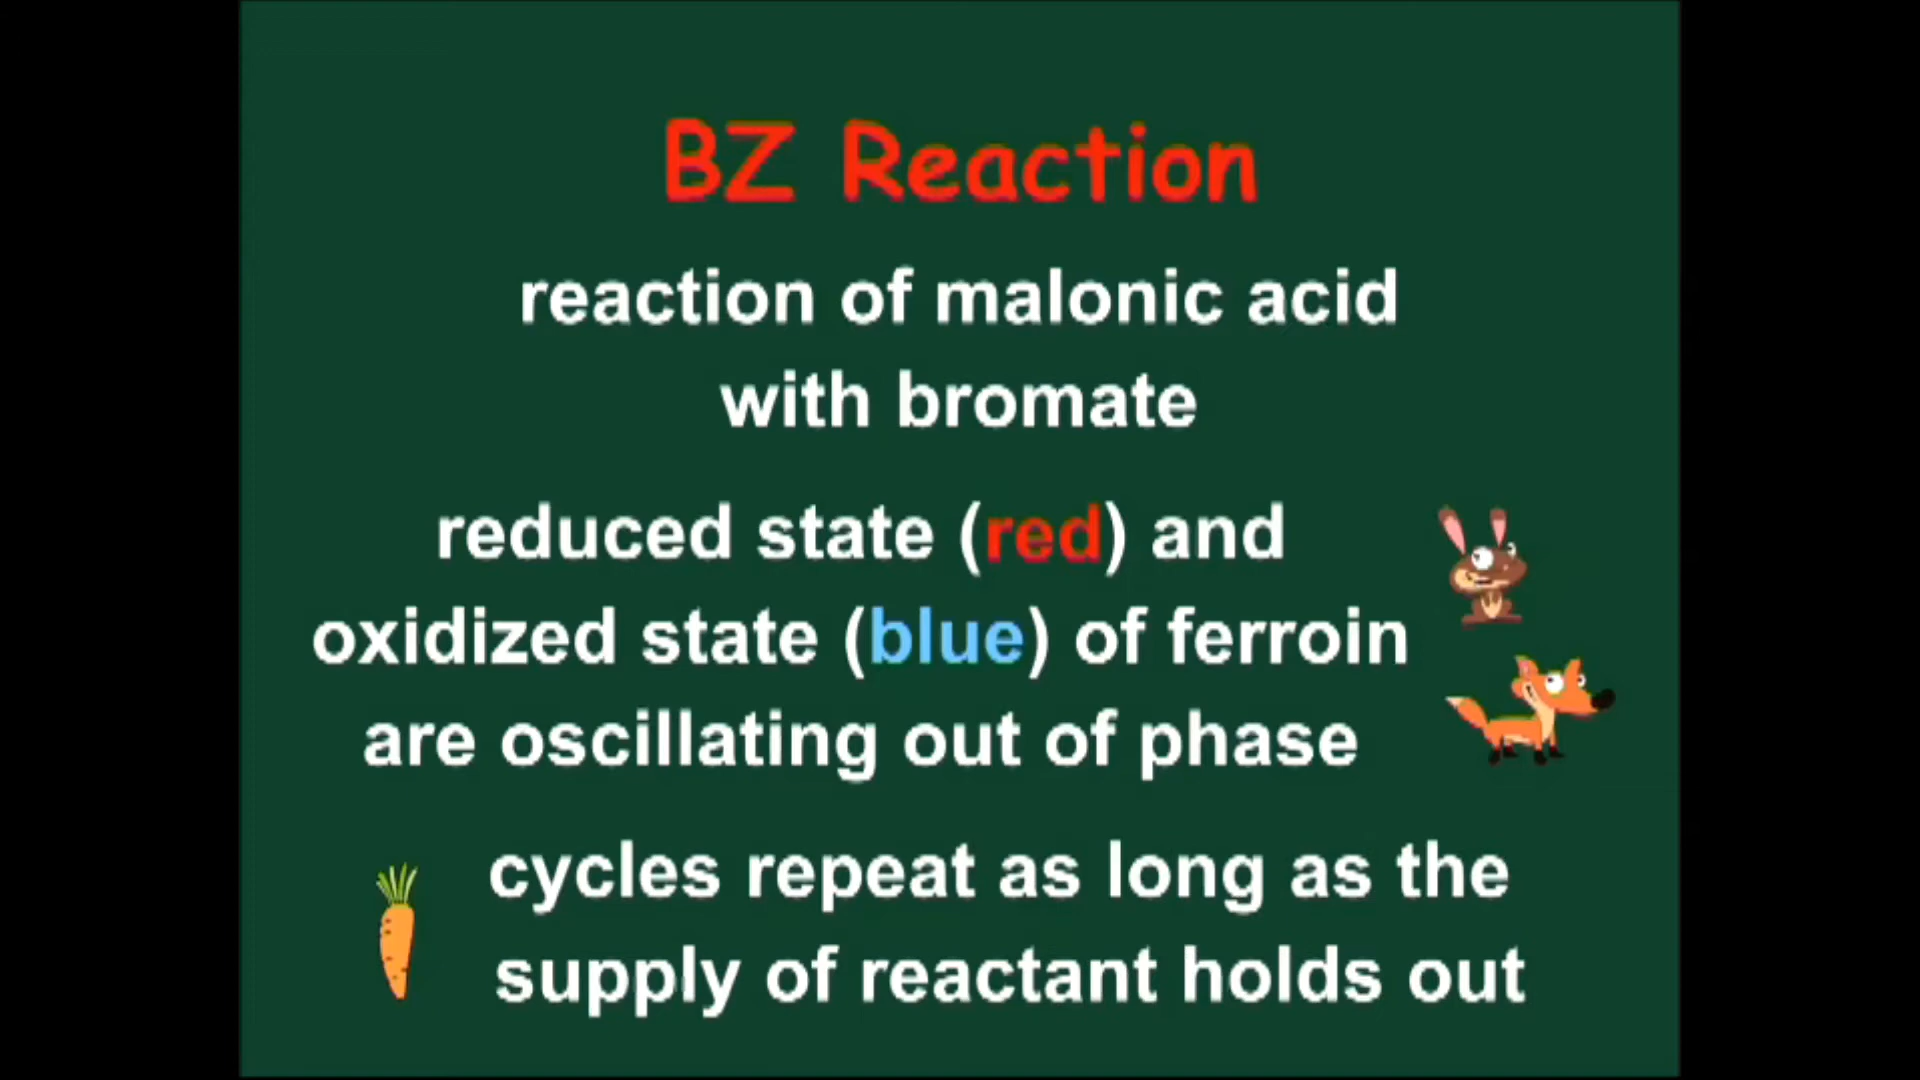 BZ Reaction
reaction of malonic acid
with bromate
reduced state (red) and
oxidized state (blue) of ferroin
are oscillating out of phase
cycles repeat as long as the
supply of reactant holds out